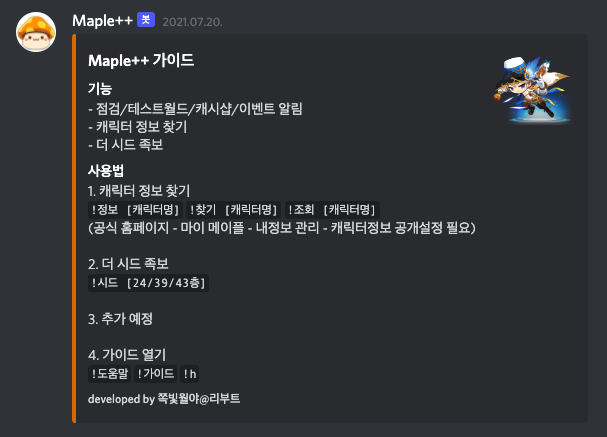 Maple++ 봇 2021.07.20.
Maple++ 가이드
기능
- 점검/테스트월드/캐시샵/이벤트 알림
- 캐릭터 정보 찾기
- 더 시드 족보
사용법
1. 캐릭터 정보 찾기
!정보 [캐릭터명] !찾기 [캐릭터명] !조회 [캐릭터명]
(공식 홈페이지 - 마이 메이플 - 내정보 관리 - 캐릭터정보 공개설정 필요)
2. 더 시드 족보
!시드 [24/39/43층]
3. 추가 예정
4. 가이드 열기
!도움말 !가이드 !h
developed by 쪽빛월야@리부트